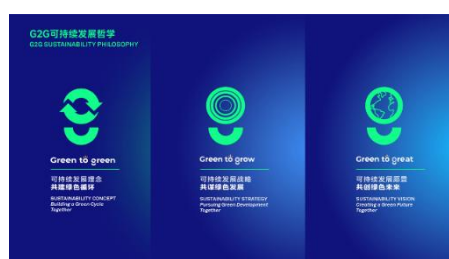 G2G可持续发展哲学
G2G SUSTAINABILITY PHILOSOPHY
Green to green
可持续发展理念
共建绿色循环
SUSTAINABILITY CONCEPT
Building a Green Cycle
Together
Green to grow
可持续发展战略
共谋绿色发展
SUSTAINABILITY STRATEGY
Pursuing Green Development
Together
Green to great
可持续发展愿景
共创绿色未来
SUSTAINABILITY VISION
Creating a Green Future
Together